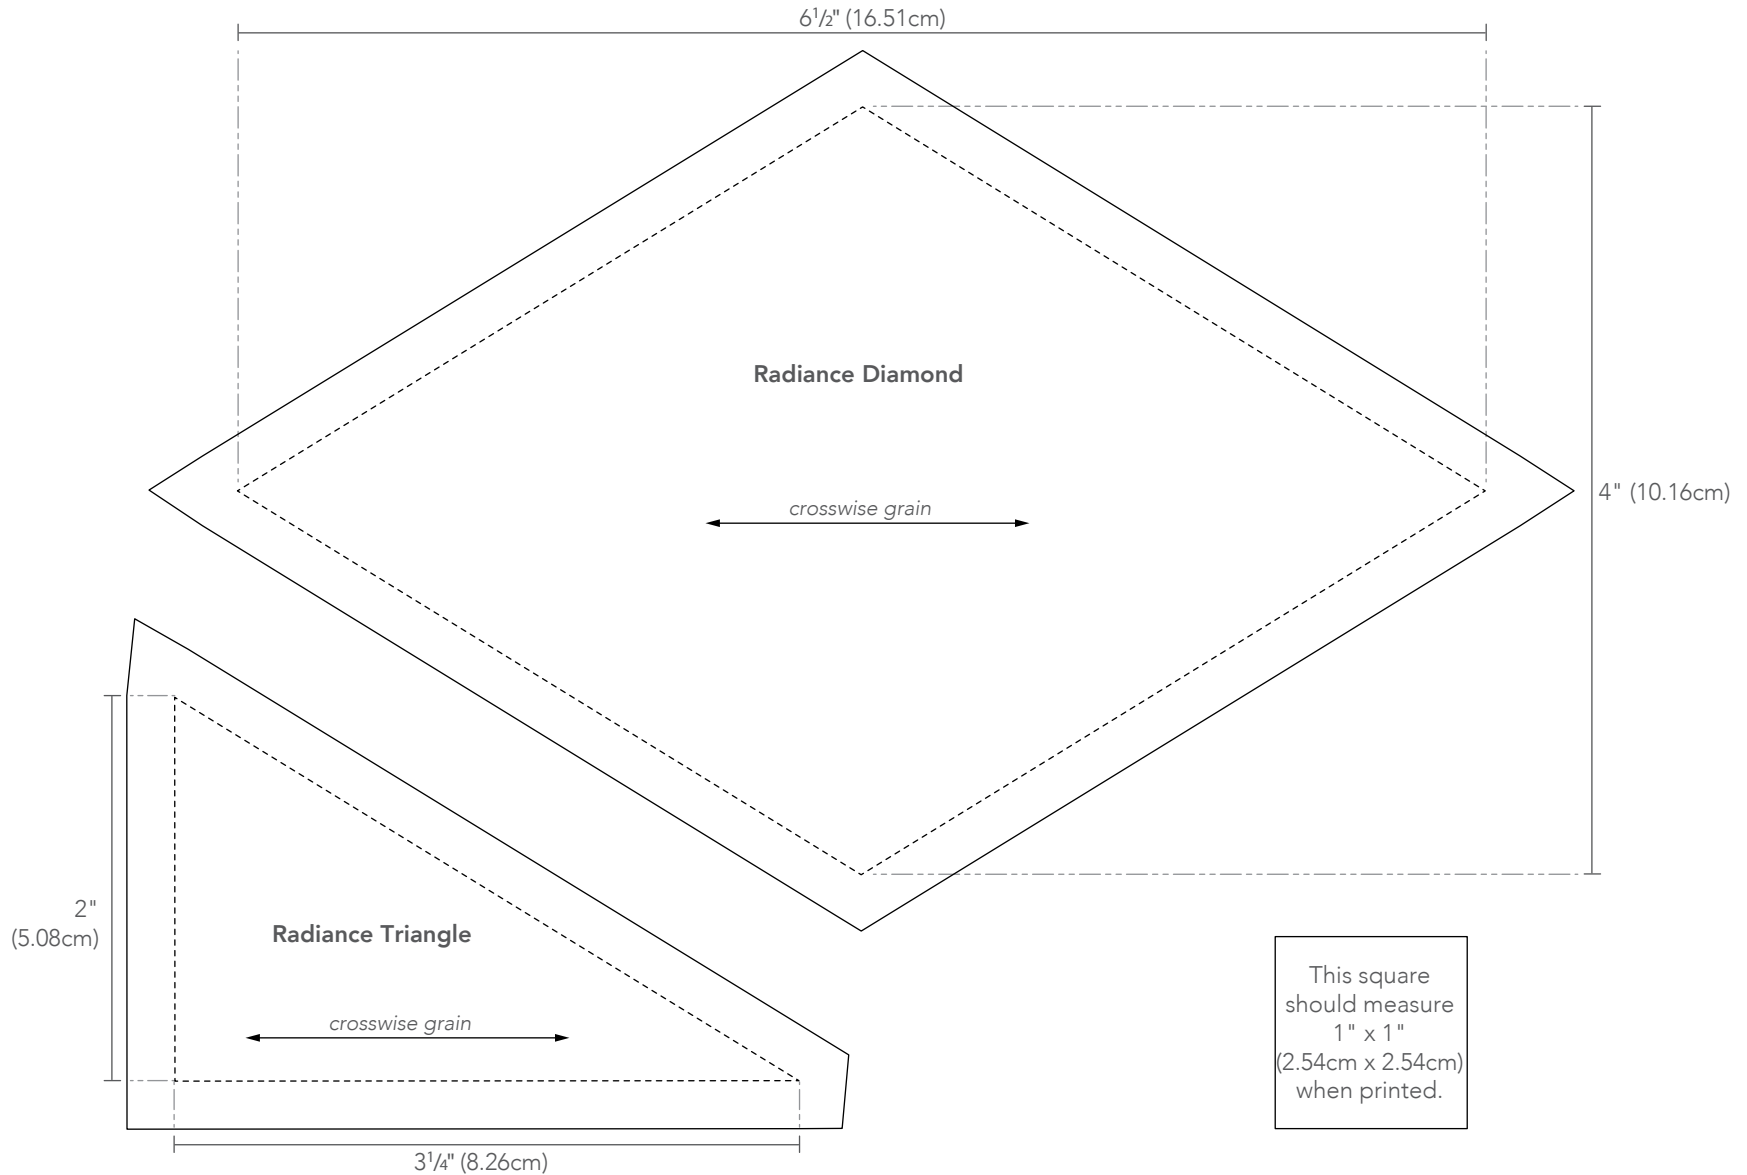 6½" (16.51cm)
Radiance Diamond
crosswise grain
4" (10.16cm)
2"
(5.08cm)
Radiance Triangle
crosswise grain
3¼" (8.26cm)
This square
should measure
1" x 1"
(2.54cm x 2.54cm)
when printed.